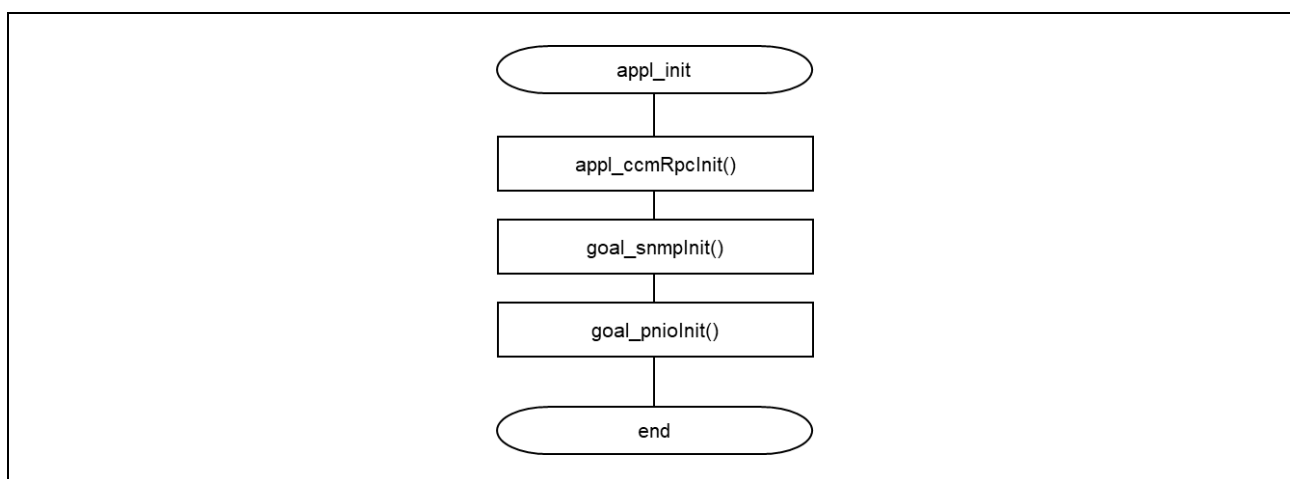 appl_init
appl_ccmRpcInit()
goal_snmpInit()
goal_pnioInit()
end